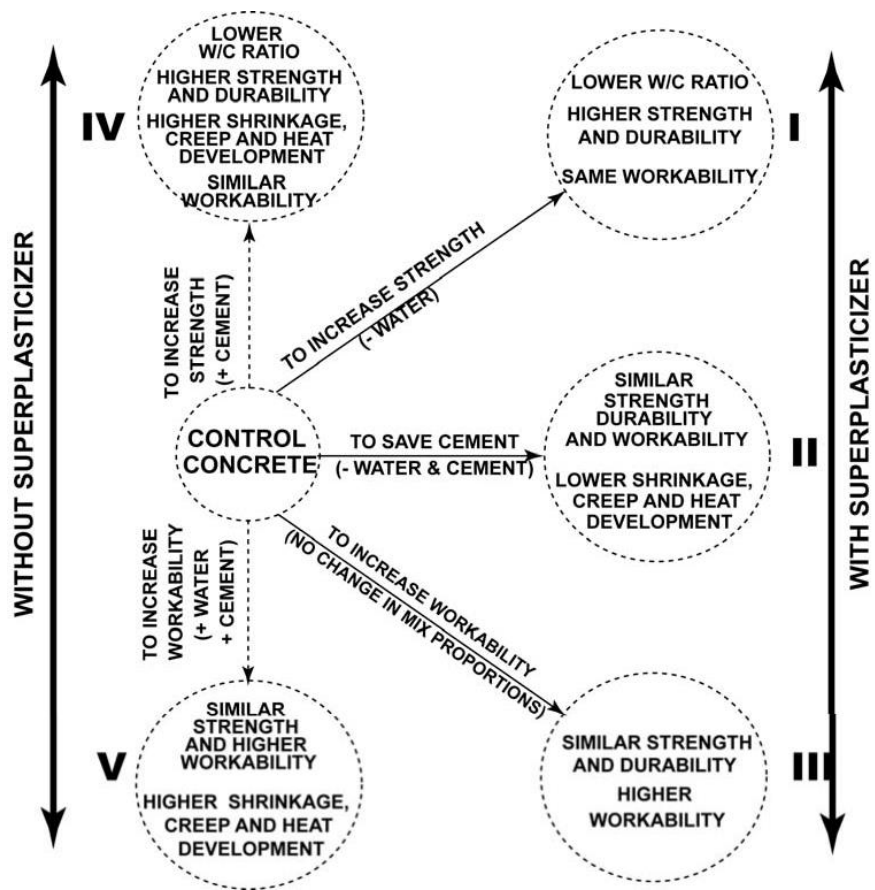 WITHOUT SUPERPLASTICIZER
IV
LOWER
W/C RATIO
HIGHER STRENGTH
AND DURABILITY
HIGHER SHRINKAGE,
CREEP AND HEAT
DEVELOPMENT
SIMILAR
WORKABILITY
LOWER W/C RATIO
HIGHER STRENGTH
AND DURABILITY
SAME WORKABILITY
I
TO INCREASE
STRENGTH
(+ CEMENT)
TO INCREASE STRENGTH
(- WATER)
CONTROL
CONCRETE
TO SAVE CEMENT
(- WATER & CEMENT)
SIMILAR
STRENGTH
DURABILITY
AND WORKABILITY
LOWER SHRINKAGE,
CREEP AND HEAT
DEVELOPMENT
II
TO INCREASE
WORKABILITY
(+ WATER
+ CEMENT)
TO INCREASE WORKABILITY
(NO CHANGE IN MIX PROPORTIONS)
V
SIMILAR
STRENGTH
AND HIGHER
WORKABILITY
HIGHER SHRINKAGE,
CREEP AND HEAT
DEVELOPMENT
SIMILAR STRENGTH
AND DURABILITY
HIGHER
WORKABILITY
III
WITH SUPERPLASTICIZER